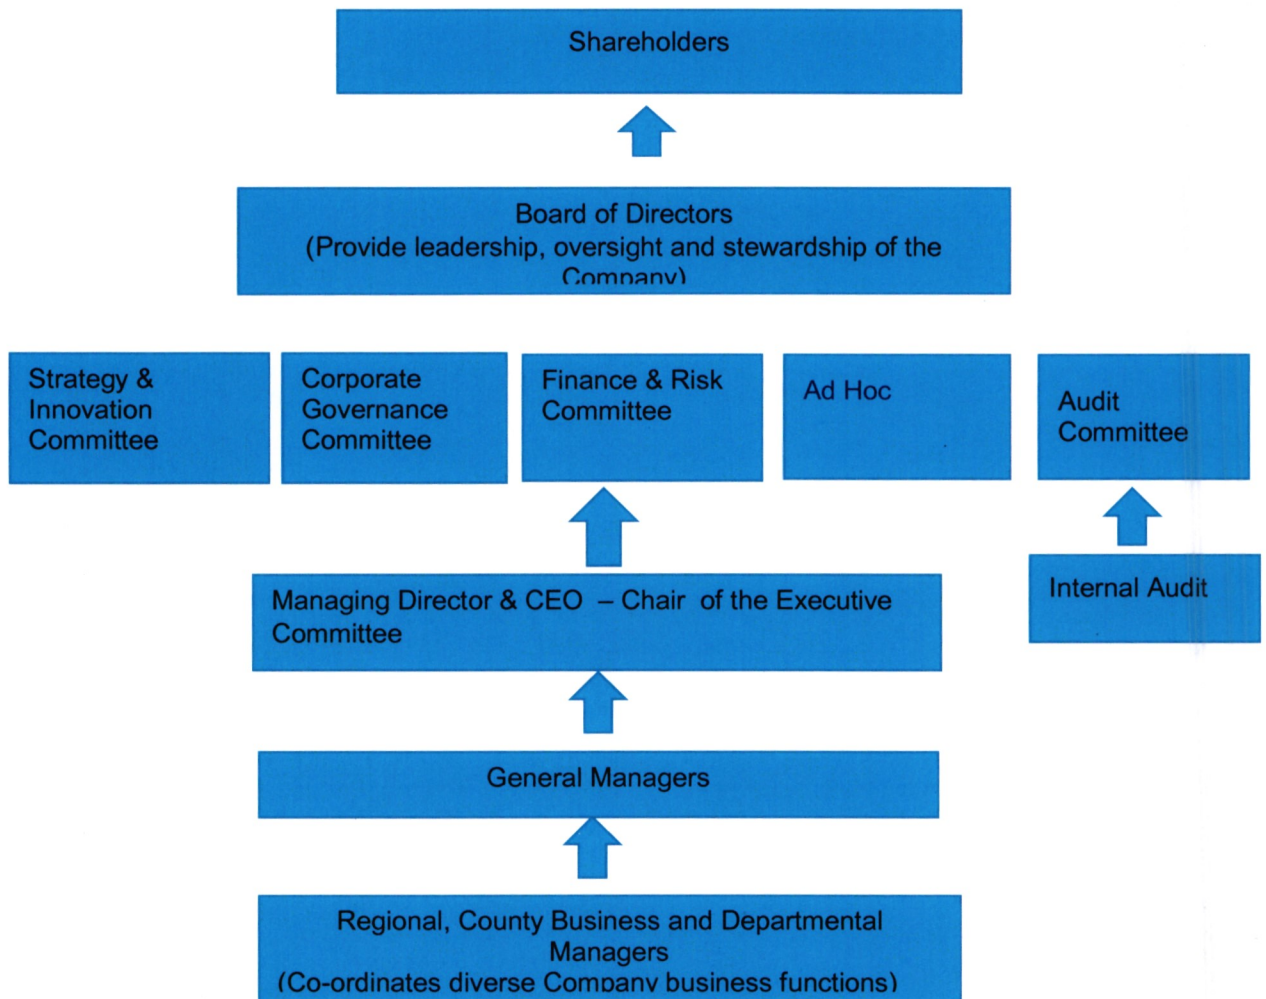 Shareholders
Board of Directors
(Provide leadership, oversight and stewardship of the
Company)
Strategy &
Innovation
Committee
Corporate
Governance
Committee
Finance & Risk
Committee
Ad Hoc
Audit
Committee
Managing Director & CEO – Chair of the Executive
Committee
Internal Audit
General Managers
Regional, County Business and Departmental
Managers
(Co-ordinates diverse Company business functions)